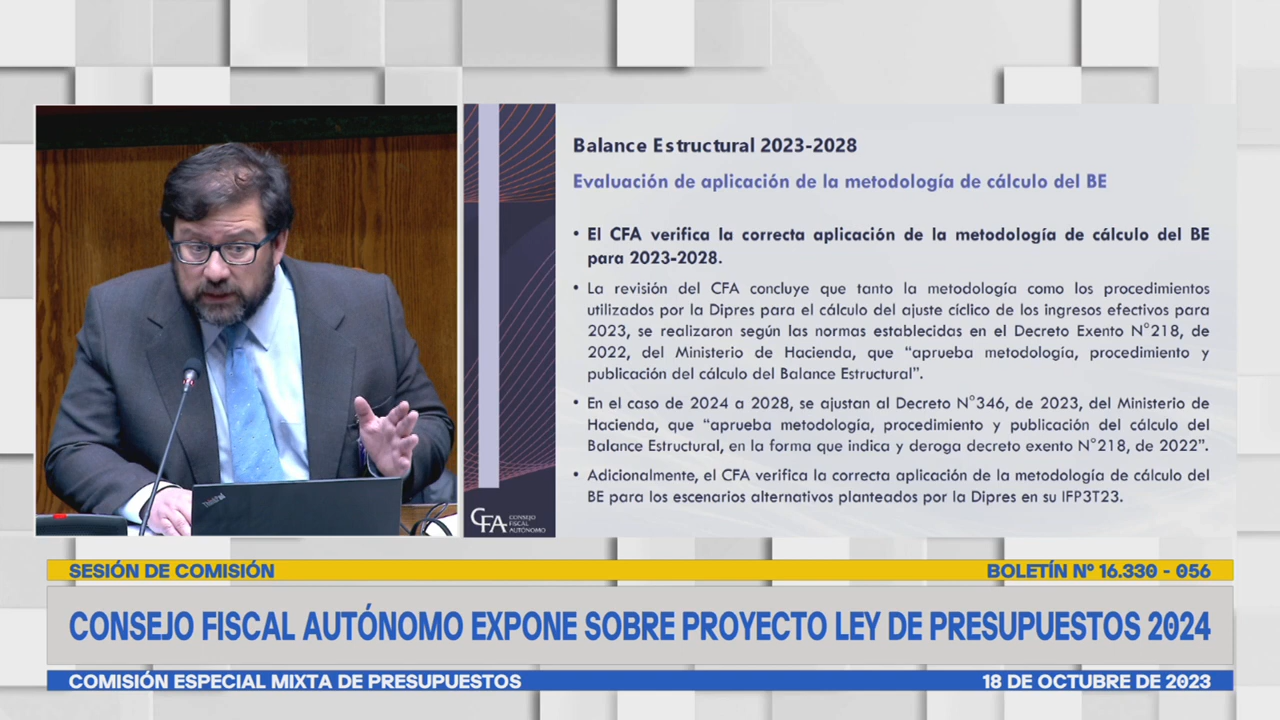 Balance Estructural 2023-2028
Evaluación de aplicación de la metodología de cálculo del BE
• El CFA verifica la correcta aplicación de la metodología de cálculo del BE
para 2023-2028.
• La revisión del CFA concluye que tanto la metodología como los procedimientos
utilizados por la Dipres para el cálculo del ajuste cíclico de los ingresos efectivos para
2023, se realizaron según las normas establecidas en el Decreto Exento N°218, de
2022, del Ministerio de Hacienda, que “aprueba metodología, procedimiento y
publicación del cálculo del Balance Estructural”.
• En el caso de 2024 a 2028, se ajustan al Decreto N°346, de 2023, del Ministerio de
Hacienda, que “aprueba metodología, procedimiento y publicación del cálculo del
Balance Estructural, en la forma que indica y deroga decreto exento N°218, de 2022”.
• Adicionalmente, el CFA verifica la correcta aplicación de la metodología de cálculo del
BE para los escenarios alternativos planteados por la Dipres en su IFP3T23.
ThinkPad
CFA
CONSEJO
FISCAL
AUTÓNOMO
SESIÓN DE COMISIÓN
BOLETÍN N° 16.330 - 056
CONSEJO FISCAL AUTÓNOMO EXPONE SOBRE PROYECTO LEY DE PRESUPUESTOS 2024
COMISIÓN ESPECIAL MIXTA DE PRESUPUESTOS
18 DE OCTUBRE DE 2023